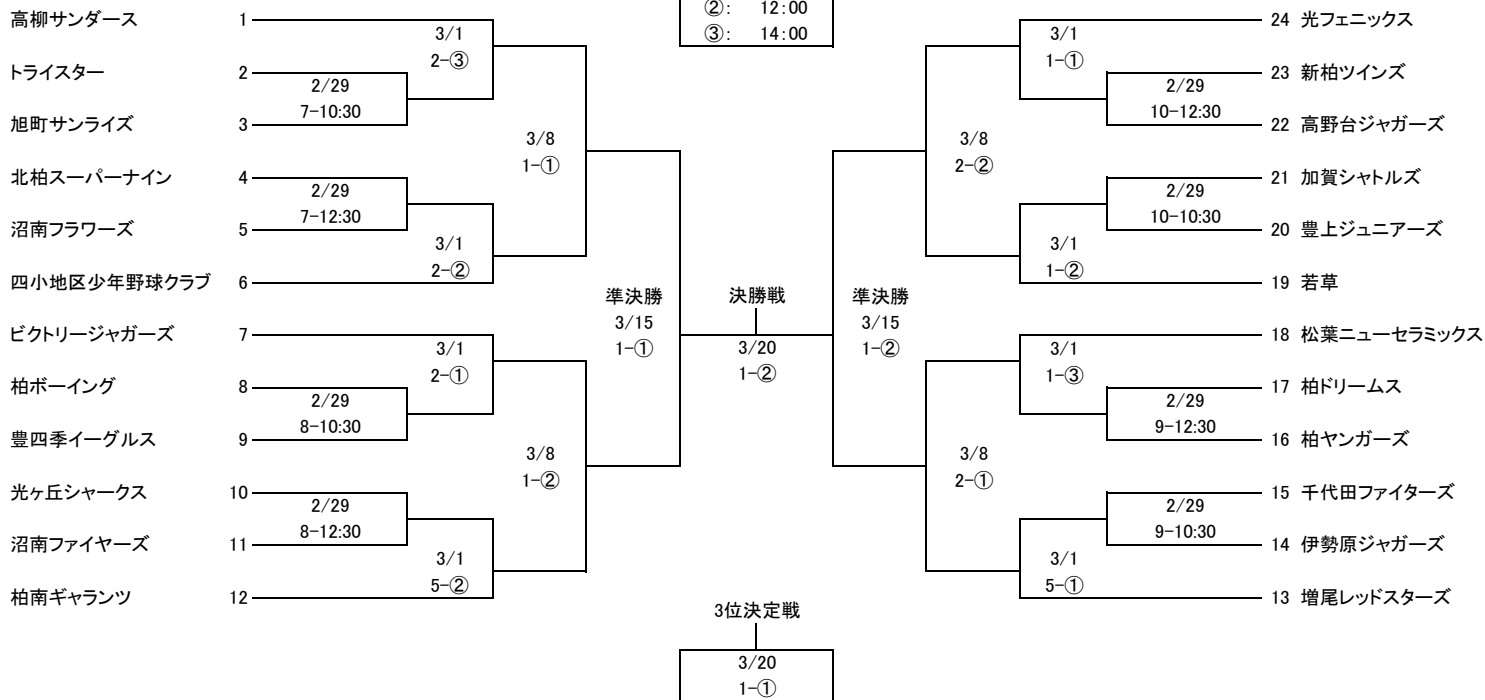 ②: 12:00
③: 14:00
高柳サンダース 1
3/1
2-③
トライスター 2
2/29
7-10:30
旭町サンライズ 3
3/8
1-①
北柏スーパーナイン 4
2/29
7-12:30
沼南フラワーズ 5
3/1
2-②
四小地区少年野球クラブ 6
準決勝
3/15
1-①
ビクトリージャガーズ 7
3/1
2-①
柏ボーイング 8
2/29
8-10:30
豊四季イーグルス 9
3/8
1-②
光ヶ丘シャークス 10
2/29
8-12:30
沼南ファイヤーズ 11
3/1
5-②
柏南ギャランツ 12
決勝戦
3/20
1-②
3位決定戦
3/20
1-①
24 光フェニックス
3/1
1-①
23 新柏ツインズ
2/29
10-12:30
22 高野台ジャガーズ
3/8
2-②
21 加賀シャトルズ
2/29
10-10:30
20 豊上ジュニアーズ
3/1
1-②
19 若草
準決勝
3/15
1-②
18 松葉ニューセラミックス
3/1
1-③
17 柏ドリームス
2/29
9-12:30
16 柏ヤンガーズ
3/8
2-①
15 千代田ファイターズ
2/29
9-10:30
14 伊勢原ジャガーズ
3/1
5-①
13 増尾レッドスターズ